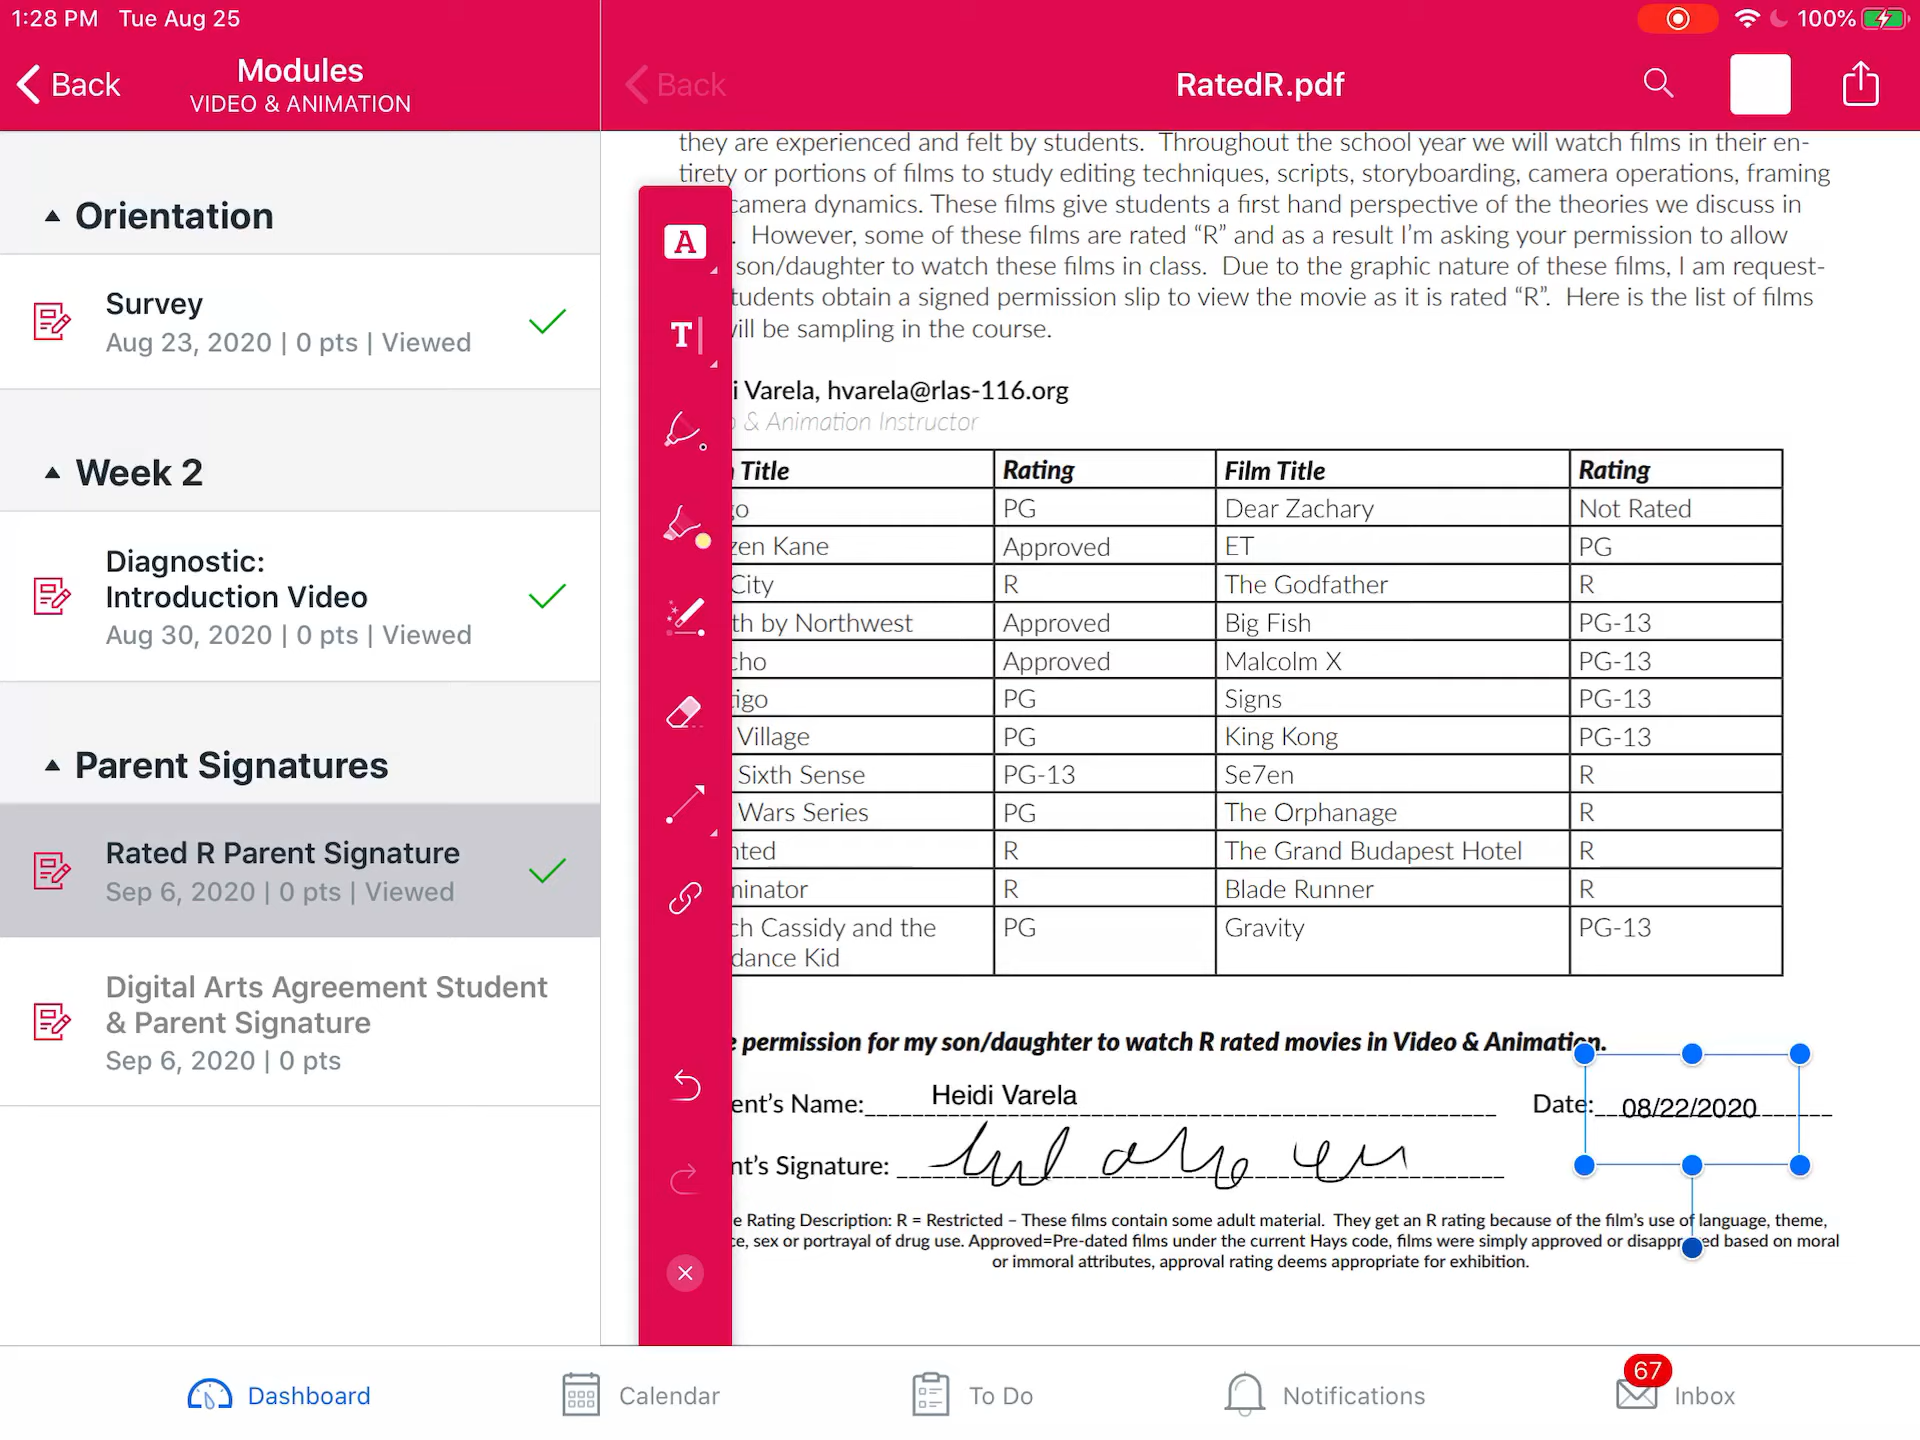 1:28 PM Tue Aug 25
100%
Back
Modules
VIDEO & ANIMATION
Back
RatedR.pdf
Orientation
Survey
Aug 23, 2020 | 0 pts | Viewed
Week 2
Diagnostic:
Introduction Video
Aug 30, 2020 | 0 pts | Viewed
Parent Signatures
Rated R Parent Signature
Sep 6, 2020 | 0 pts | Viewed
Digital Arts Agreement Student
& Parent Signature
Sep 6, 2020 | 0 pts
A
T
they are experienced and felt by students. Throughout the school year we will watch films in their en-
tirety or portions of films to study editing techniques, scripts, storyboarding, camera operations, framing
camera dynamics. These films give students a first hand perspective of the theories we discuss in
. However, some of these films are rated “R” and as a result I’m asking your permission to allow
son/daughter to watch these films in class. Due to the graphic nature of these films, I am request-
tudents obtain a signed permission slip to view the movie as it is rated “R”. Here is the list of films
ill be sampling in the course.
i Varela, hvarela@rlas-116.org
& Animation Instructor
Title Rating Film Title Rating
go PG Dear Zachary Not Rated
zen Kane Approved ET PG
City R The Godfather R
th by Northwest Approved Big Fish PG-13
cho Approved Malcolm X PG-13
tigo PG Signs PG-13
Village PG King Kong PG-13
Sixth Sense PG-13 Se7en R
Wars Series PG The Orphanage R
nted R The Grand Budapest Hotel R
minator R Blade Runner R
ch Cassidy and the PG Gravity PG-13
dance Kid
e permission for my son/daughter to watch R rated movies in Video & Animation.
ent’s Name: Heidi Varela Date: 08/22/2020
nt’s Signature:
e Rating Description: R = Restricted – These films contain some adult material. They get an R rating because of the film’s use of language, theme,
ce, sex or portrayal of drug use. Approved=Pre-dated films under the current Hays code, films were simply approved or disapproved based on moral
or immoral attributes, approval rating deems appropriate for exhibition.
Dashboard
Calendar
To Do
Notifications
67
Inbox